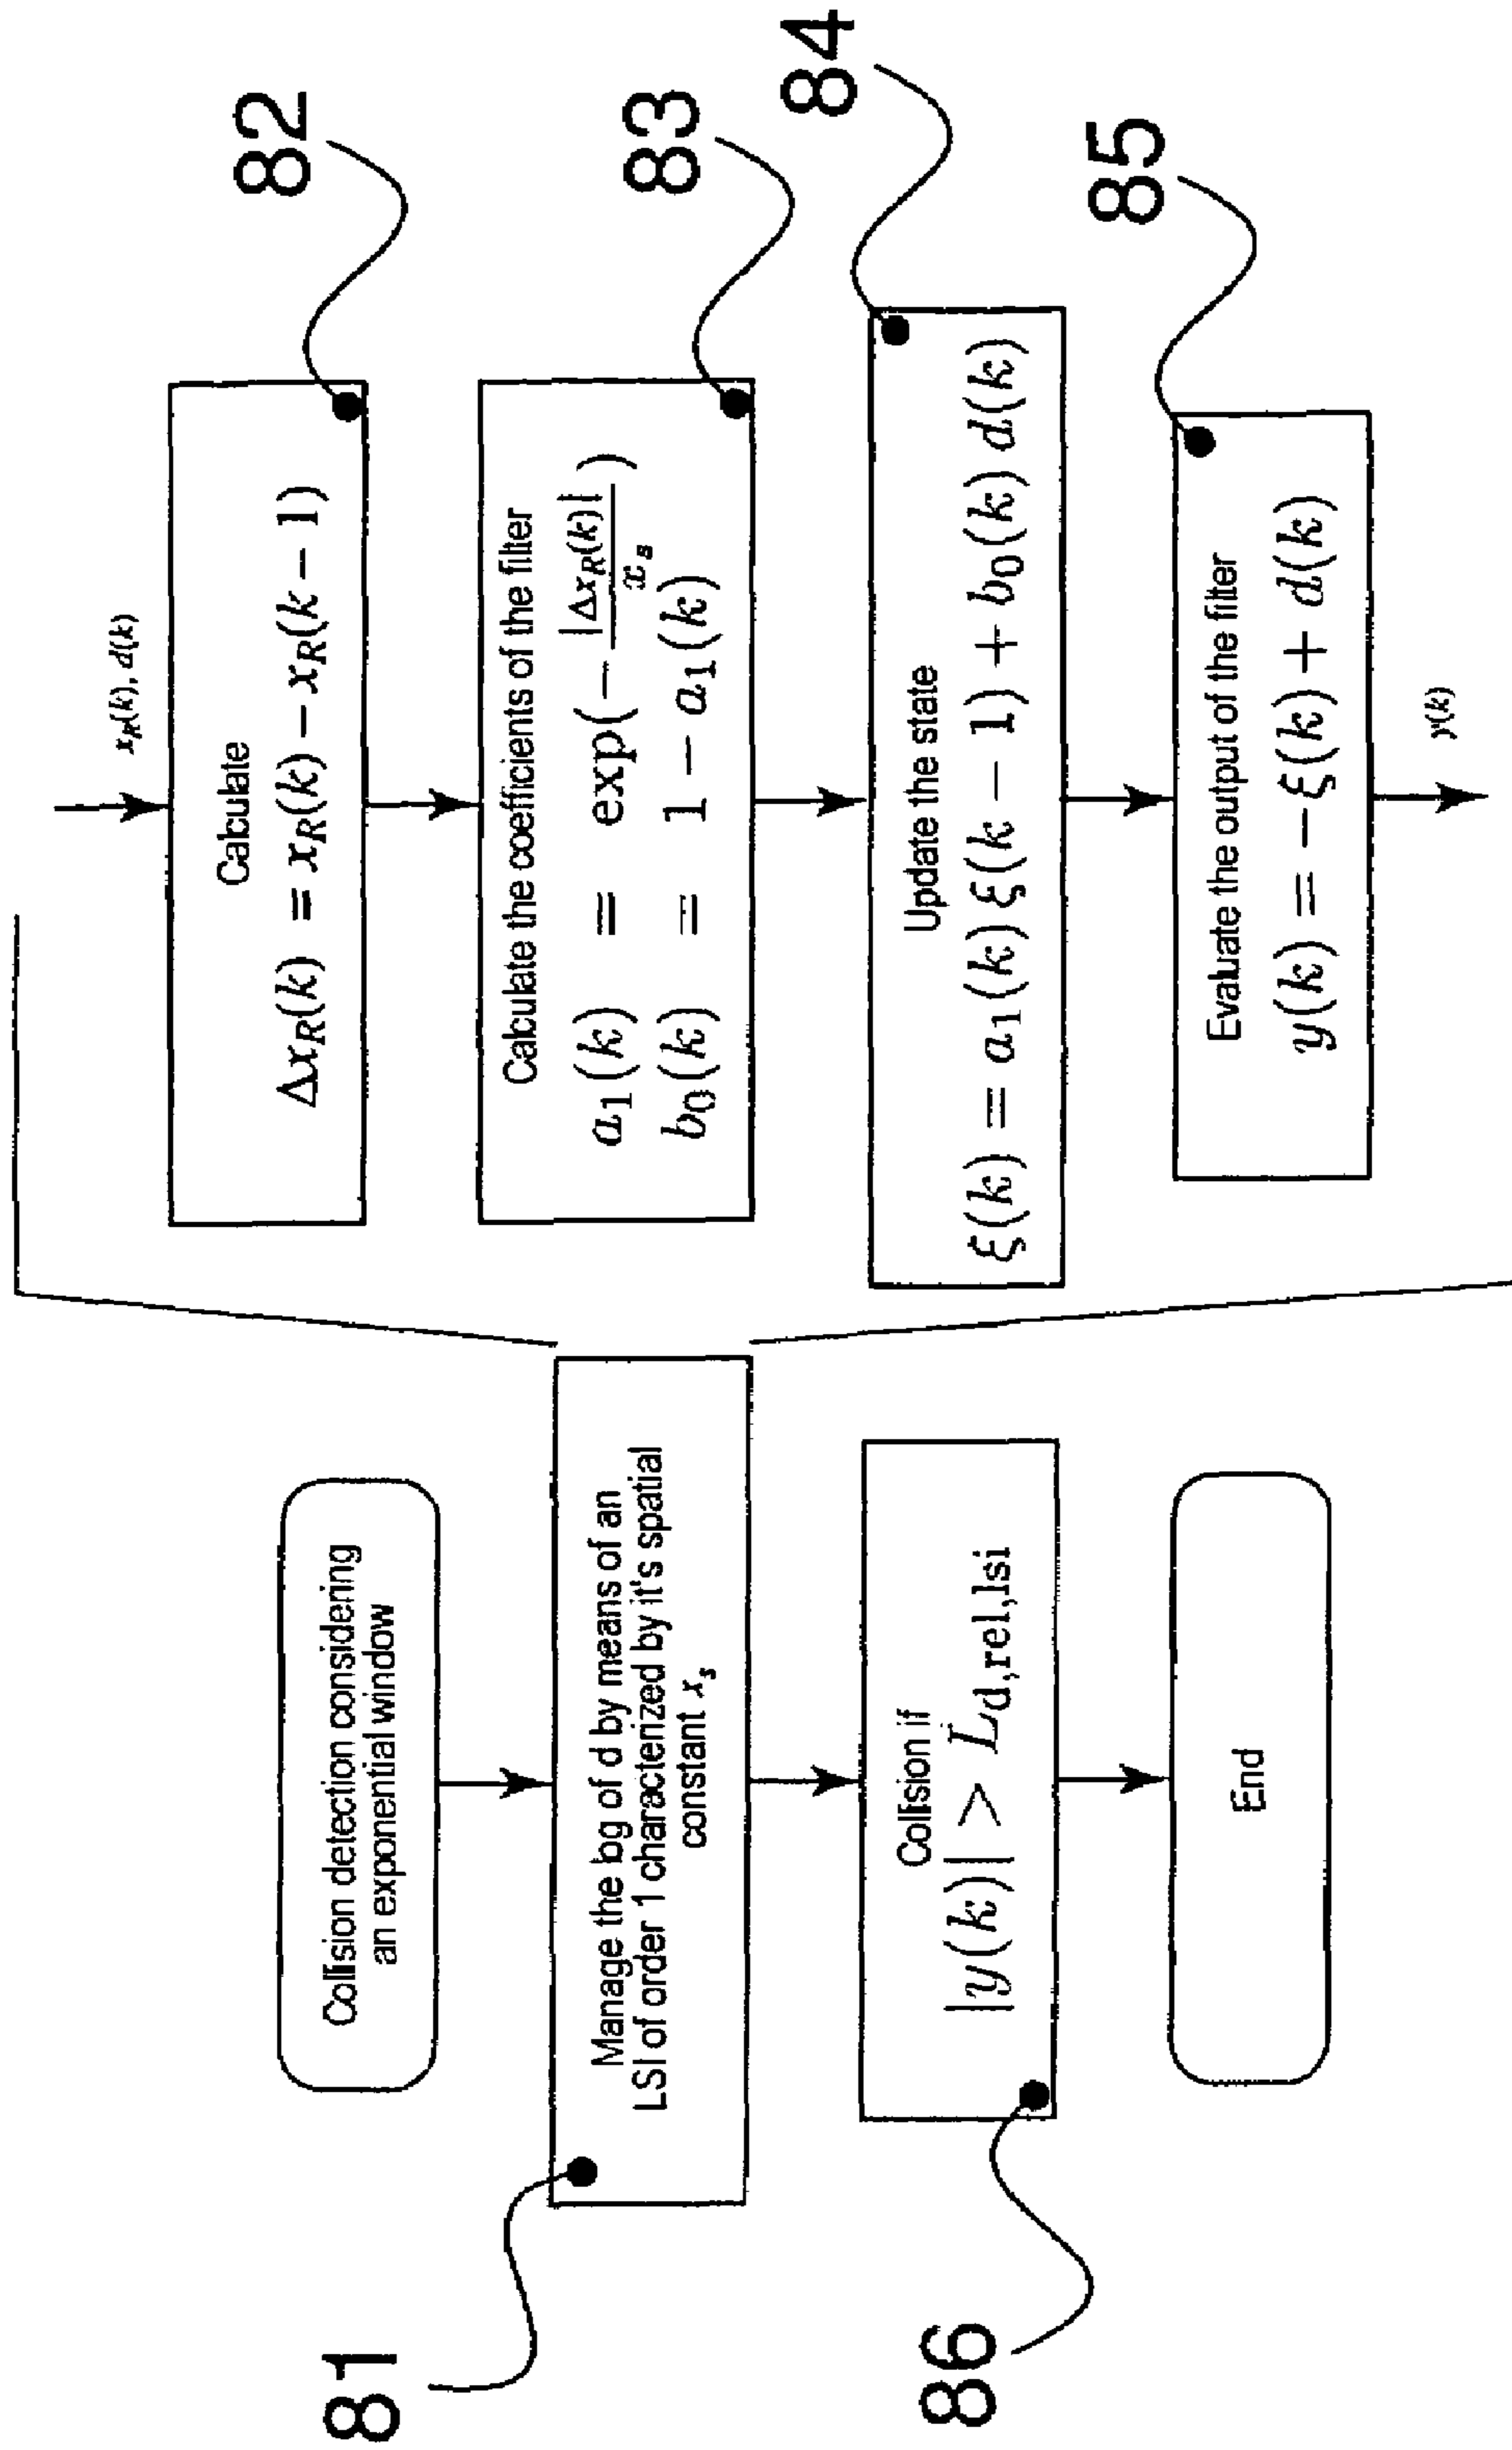 Collision detection considering
an exponential window
81
Manage the log of d by means of an
LSI of order 1 characterized by it's spatial
constant x_s
Collision if
|y(k)| > L_d,rel,lsi
86
End
x_R(k), d(k)
Calculate
Δx_R(k) = x_R(k) − x_R(k − 1)
82
Calculate the coefficients of the filter
a_1(k) = exp(− |Δx_R(k)| / x_s)
b_0(k) = 1 − a_1(k)
83
Update the state
ξ(k) = a_1(k) ξ(k − 1) + b_0(k) d(k)
84
Evaluate the output of the filter
y(k) = −ξ(k) + d(k)
85
y(k)